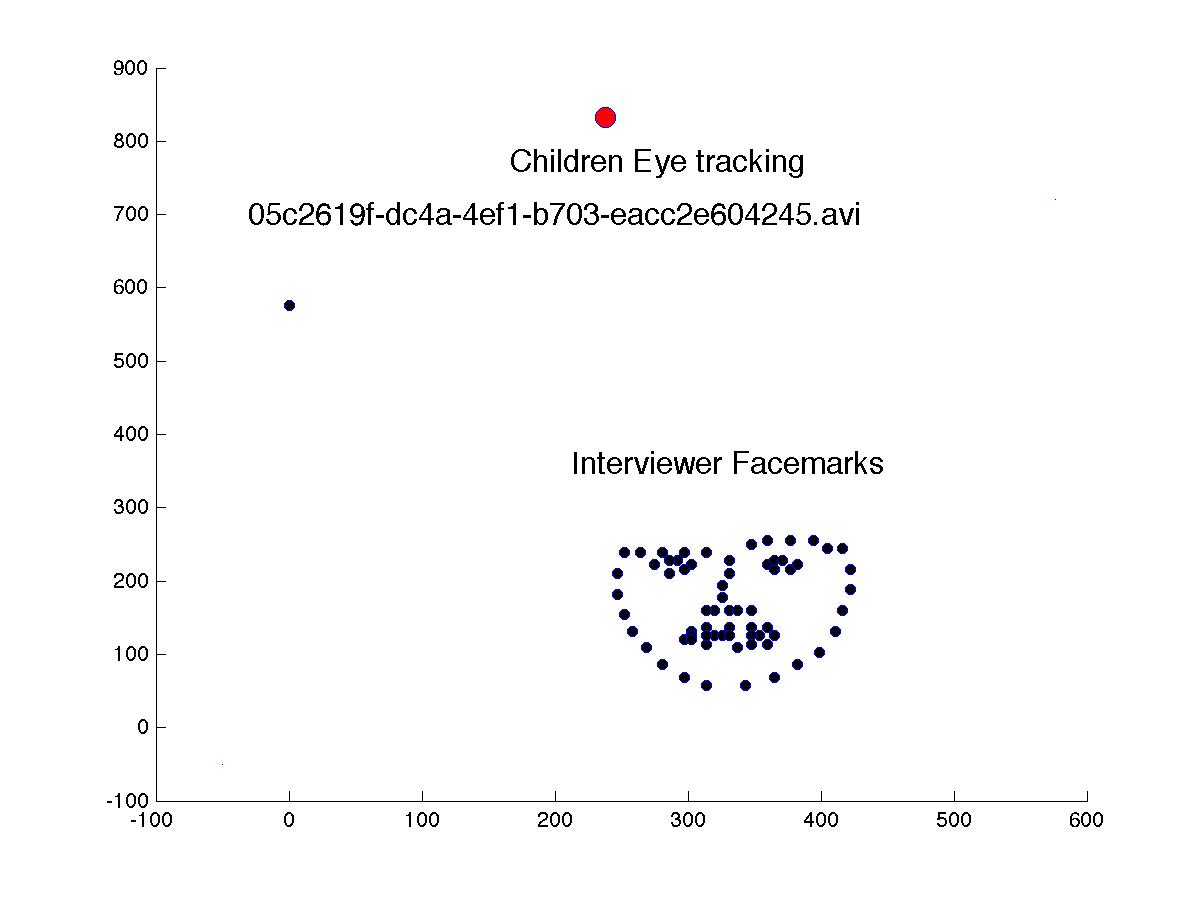 900
800
Children Eye tracking
700
05c2619f-dc4a-4ef1-b703-eacc2e604245.avi
600
500
400
Interviewer Facemarks
300
200
100
0
-100
-100 0 100 200 300 400 500 600